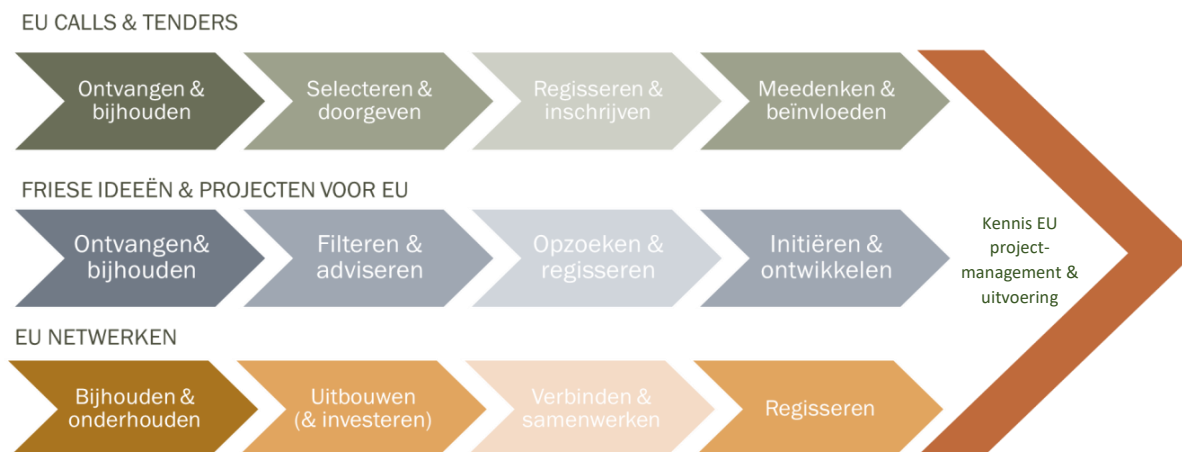 EU CALLS & TENDERS
Ontvangen &
bijhouden
Selecteren &
doorgeven
Regisseren &
inschrijven
Meedenken &
beïnvloeden
FRIESE IDEEËN & PROJECTEN VOOR EU
Ontvangen&
bijhouden
Filteren &
adviseren
Opzoeken &
regisseren
Initiëren &
ontwikkelen
Kennis EU
project-
management &
uitvoering
EU NETWERKEN
Bijhouden &
onderhouden
Uitbouwen
(& investeren)
Verbinden &
samenwerken
Regisseren